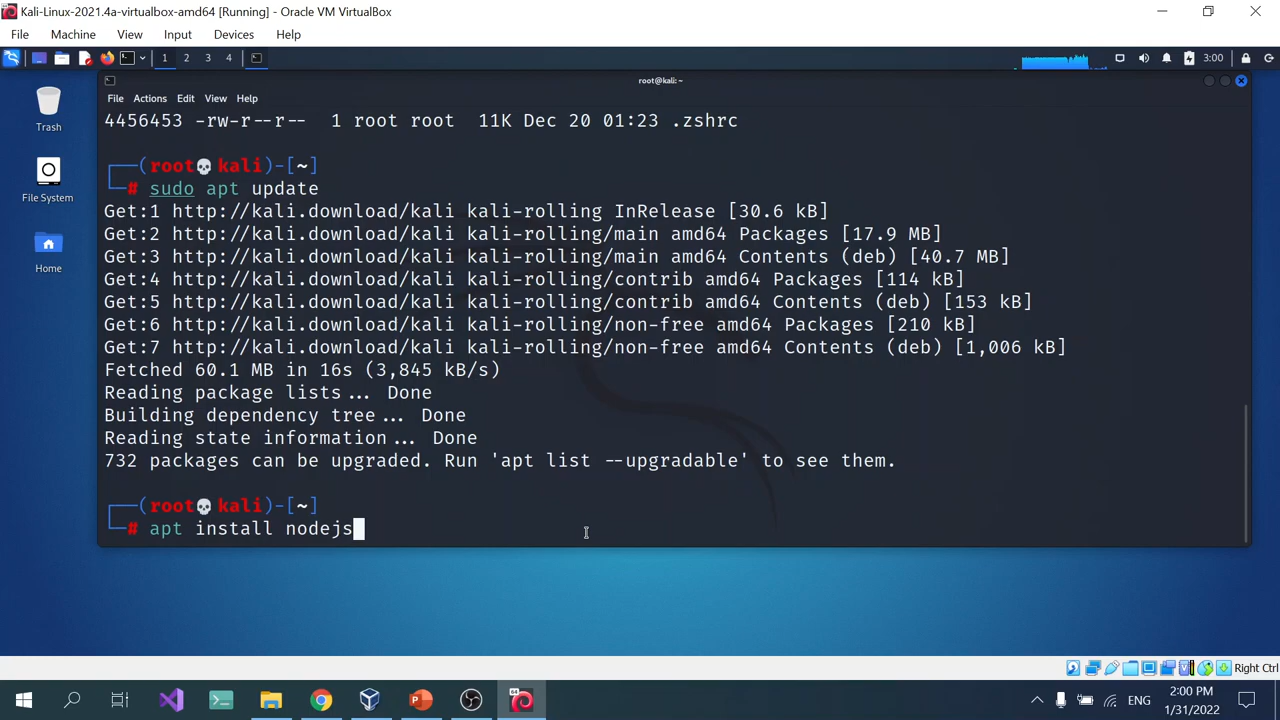 Kali-Linux-2021.4a-virtualbox-amd64 [Running] - Oracle VM VirtualBox
File Machine View Input Devices Help
1 2 3 4 3:00
root@kali: ~
File Actions Edit View Help
4456453 -rw-r--r-- 1 root root 11K Dec 20 01:23 .zshrc
┌──(root💀kali)-[~]
└─# sudo apt update
Get:1 http://kali.download/kali kali-rolling InRelease [30.6 kB]
Get:2 http://kali.download/kali kali-rolling/main amd64 Packages [17.9 MB]
Get:3 http://kali.download/kali kali-rolling/main amd64 Contents (deb) [40.7 MB]
Get:4 http://kali.download/kali kali-rolling/contrib amd64 Packages [114 kB]
Get:5 http://kali.download/kali kali-rolling/contrib amd64 Contents (deb) [153 kB]
Get:6 http://kali.download/kali kali-rolling/non-free amd64 Packages [210 kB]
Get:7 http://kali.download/kali kali-rolling/non-free amd64 Contents (deb) [1,006 kB]
Fetched 60.1 MB in 16s (3,845 kB/s)
Reading package lists... Done
Building dependency tree... Done
Reading state information... Done
732 packages can be upgraded. Run 'apt list --upgradable' to see them.
┌──(root💀kali)-[~]
└─# apt install nodejs
Trash
File System
Home
Right Ctrl
64
ENG
2:00 PM
1/31/2022